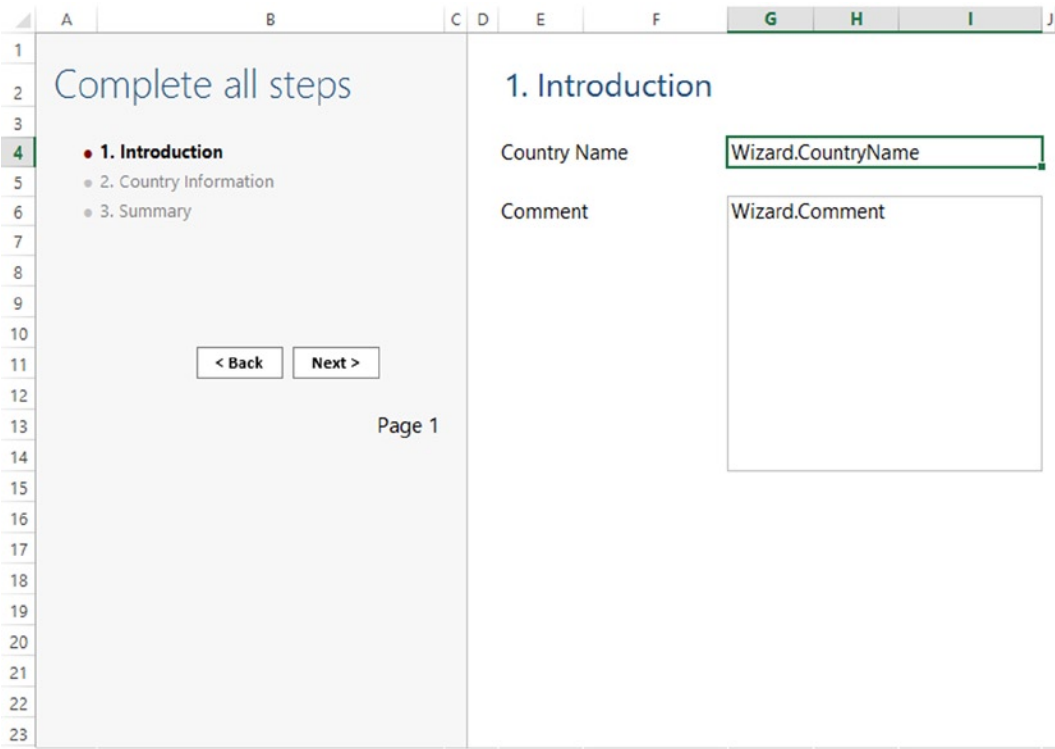 A B C D E F G H I J
1
2 Complete all steps 1. Introduction
3
4 • 1. Introduction Country Name Wizard.CountryName
5 • 2. Country Information
6 • 3. Summary Comment Wizard.Comment
7
8
9
10
11 < Back Next >
12
13 Page 1
14
15
16
17
18
19
20
21
22
23